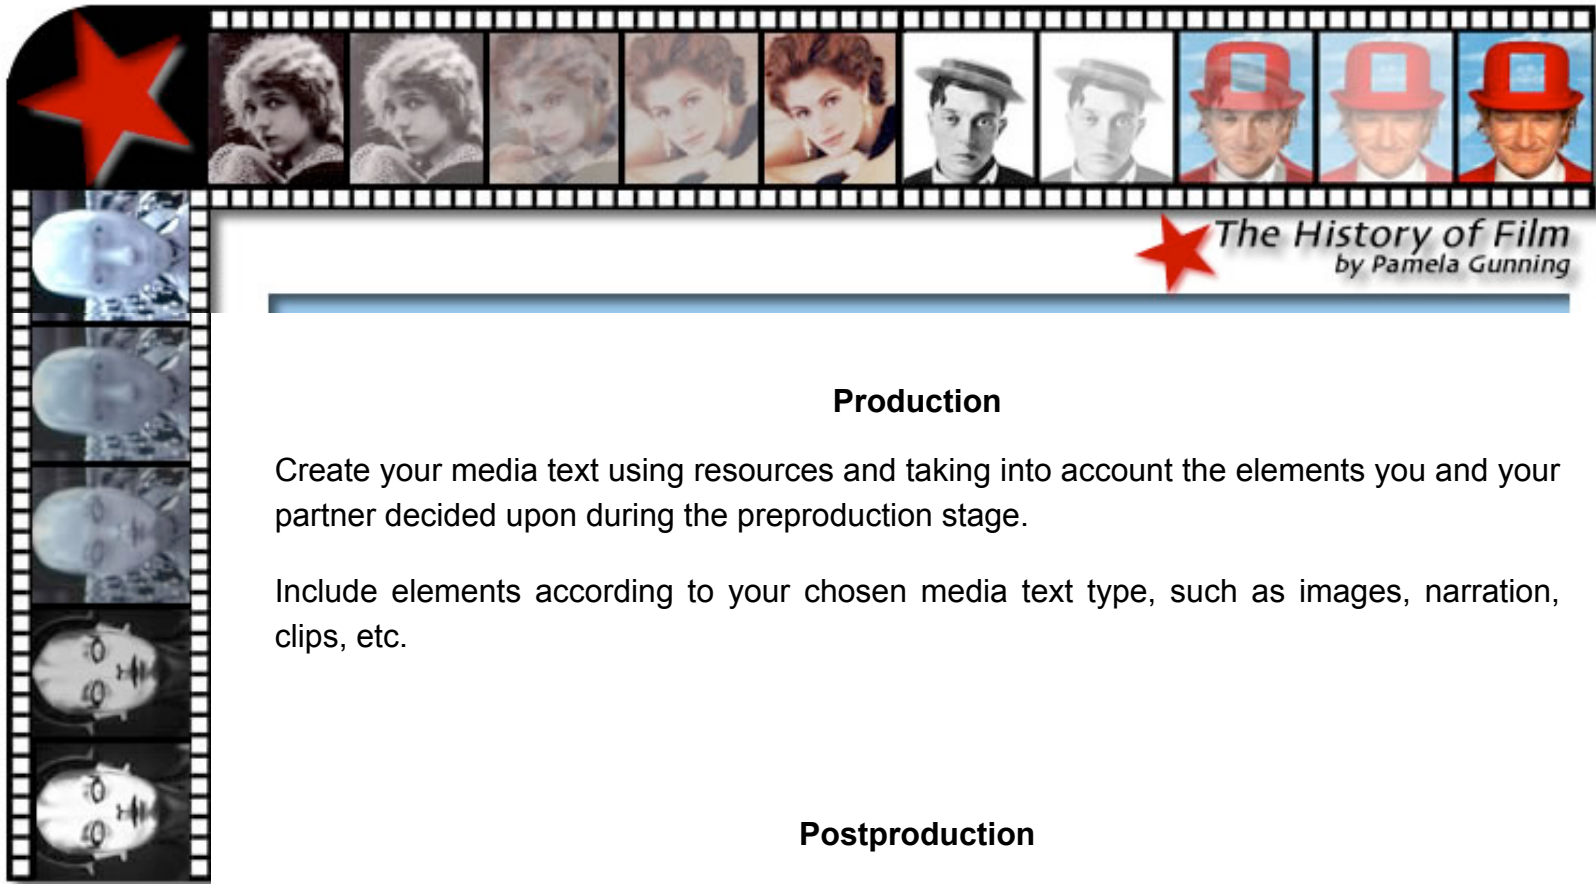 The History of Film
by Pamela Gunning
Production
Create your media text using resources and taking into account the elements you and your
partner decided upon during the preproduction stage.
Include elements according to your chosen media text type, such as images, narration,
clips, etc.
Postproduction